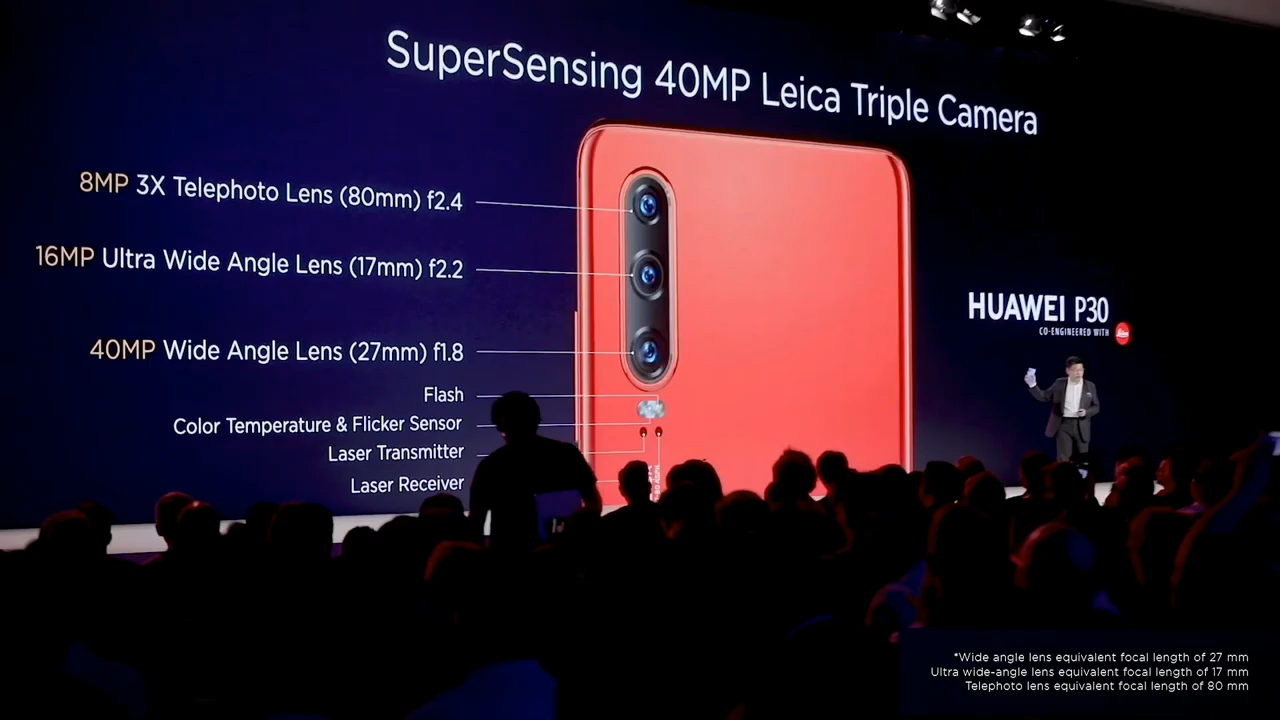 SuperSensing 40MP Leica Triple Camera
8MP 3X Telephoto Lens (80mm) f2.4
16MP Ultra Wide Angle Lens (17mm) f2.2
40MP Wide Angle Lens (27mm) f1.8
Flash
Color Temperature & Flicker Sensor
Laser Transmitter
Laser Receiver
HUAWEI P30
CO-ENGINEERED WITH
Leica
*Wide angle lens equivalent focal length of 27 mm
Ultra wide-angle lens equivalent focal length of 17 mm
Telephoto lens equivalent focal length of 80 mm